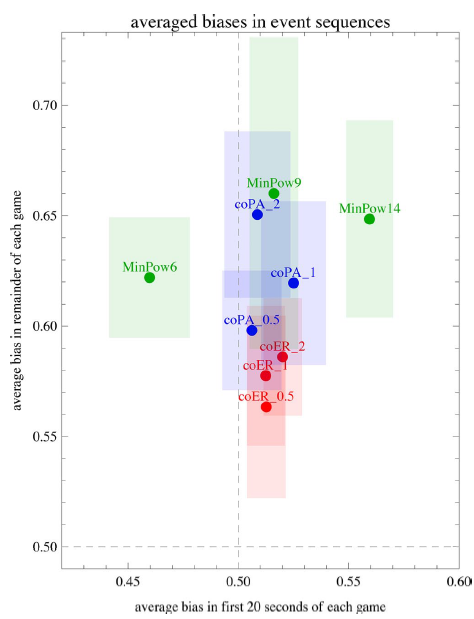 averaged biases in event sequences
average bias in remainder of each game
0.70
0.65
0.60
0.55
0.50
MinPow9
coPA_2
MinPow14
MinPow6
coPA_1
coPA_0.5
coER_2
coER_1
coER_0.5
0.45
0.50
0.55
0.60
average bias in first 20 seconds of each game